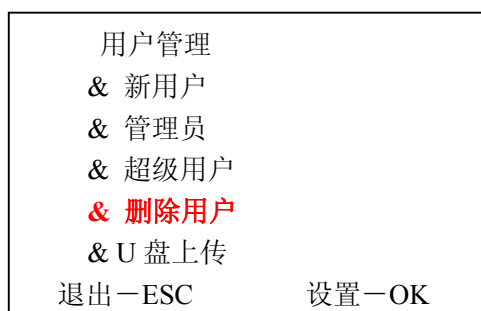 用户管理
& 新用户
& 管理员
& 超级用户
& 删除用户
& U 盘上传
退出－ESC 设置－OK